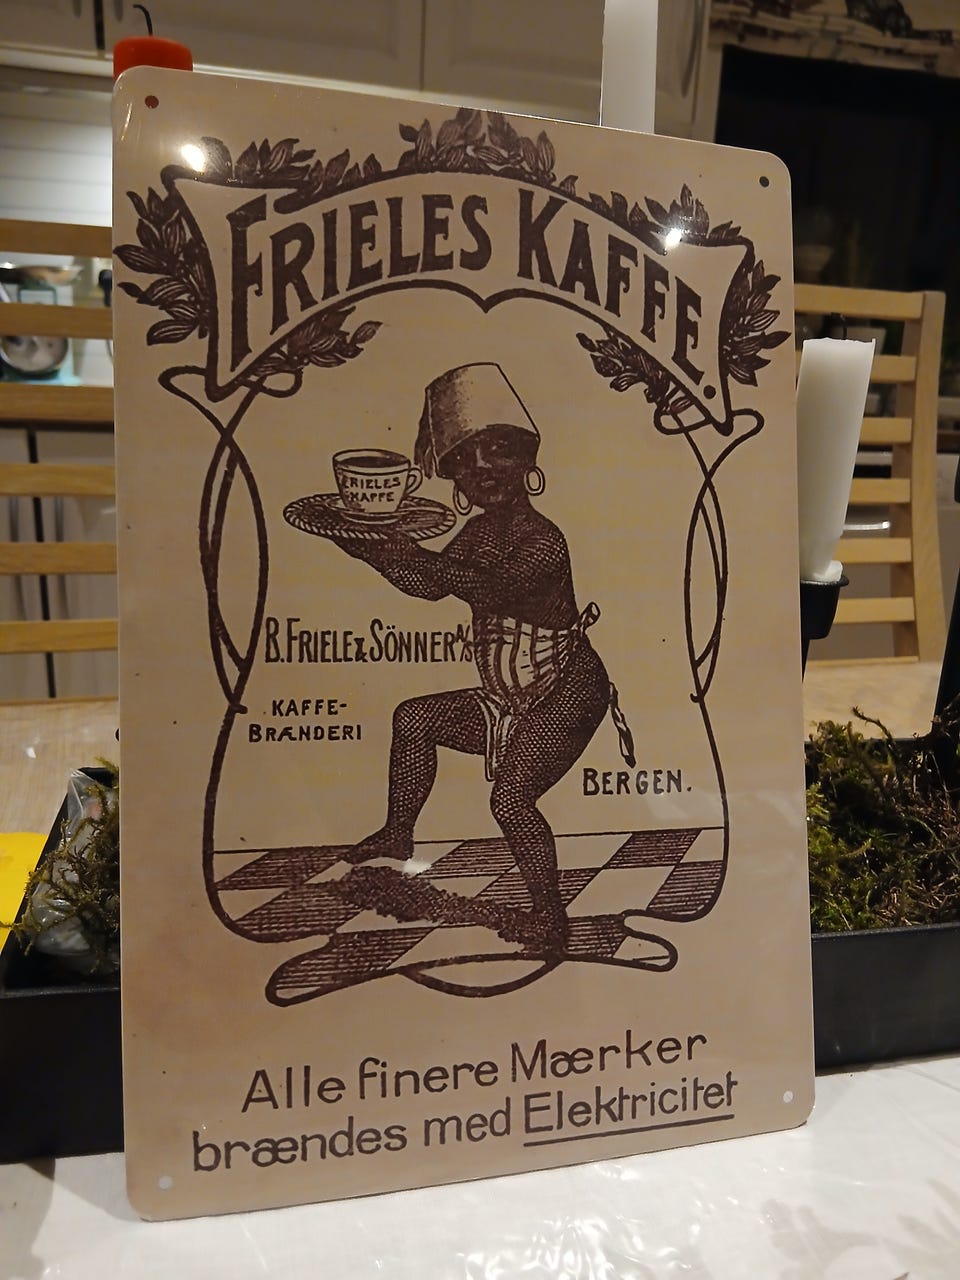 FRIELES KAFFE.
FRIELES
KAFFE
B. FRIELE & SÖNNER A/S
KAFFE-
BRÆNDERI
BERGEN.
Alle finere Mærker
brændes med Elektricitet